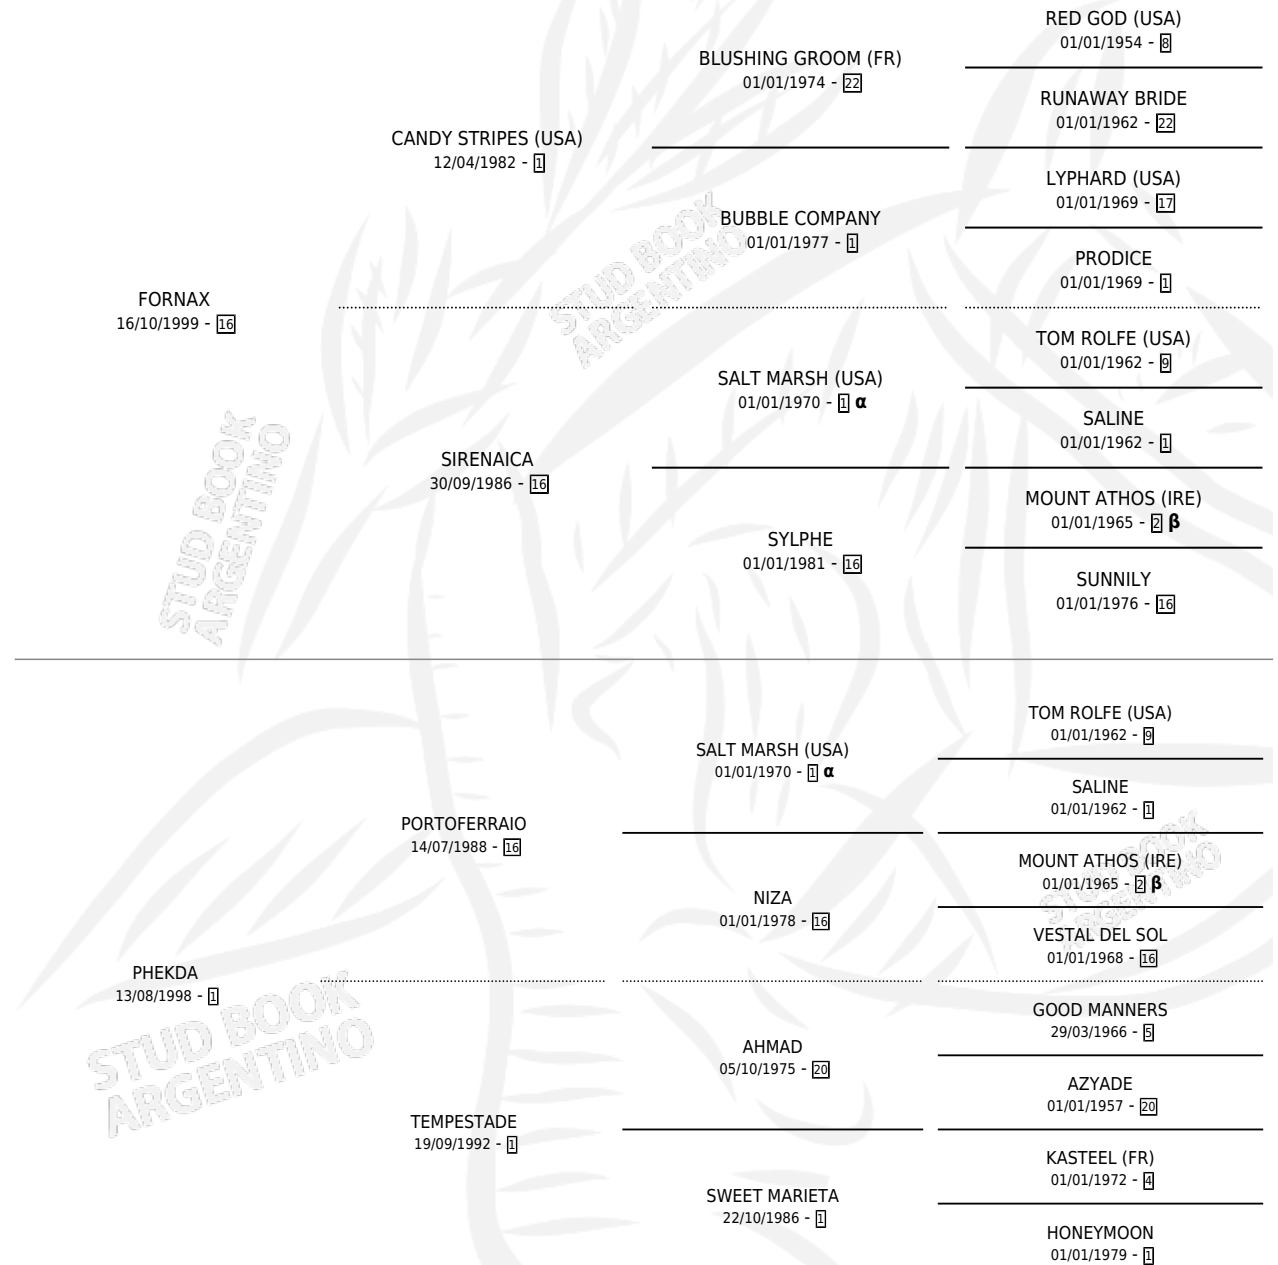 RED GOD (USA)
01/01/1954 - 8
BLUSHING GROOM (FR)
01/01/1974 - 22
RUNAWAY BRIDE
01/01/1962 - 22
CANDY STRIPES (USA)
12/04/1982 - 1
LYPHARD (USA)
01/01/1969 - 17
BUBBLE COMPANY
01/01/1977 - 1
PRODICE
01/01/1969 - 1
STUD BOOK
ARGENTINO
FORNAX
16/10/1999 - 16
TOM ROLFE (USA)
01/01/1962 - 9
SALT MARSH (USA)
01/01/1970 - 1 α
SALINE
01/01/1962 - 1
SIRENAICA
30/09/1986 - 16
MOUNT ATHOS (IRE)
01/01/1965 - 2 β
SYLPHE
01/01/1981 - 16
SUNNILY
01/01/1976 - 16
STUD BOOK
ARGENTINO
TOM ROLFE (USA)
01/01/1962 - 9
SALT MARSH (USA)
01/01/1970 - 1 α
SALINE
01/01/1962 - 1
PORTOFERRAIO
14/07/1988 - 16
MOUNT ATHOS (IRE)
01/01/1965 - 2 β
NIZA
01/01/1978 - 16
VESTAL DEL SOL
01/01/1968 - 16
STUD BOOK
ARGENTINO
PHEKDA
13/08/1998 - 1
GOOD MANNERS
29/03/1966 - 5
AHMAD
05/10/1975 - 20
AZYADE
01/01/1957 - 20
STUD BOOK
ARGENTINO
TEMPESTADE
19/09/1992 - 1
KASTEEL (FR)
01/01/1972 - 4
SWEET MARIETA
22/10/1986 - 1
HONEYMOON
01/01/1979 - 1